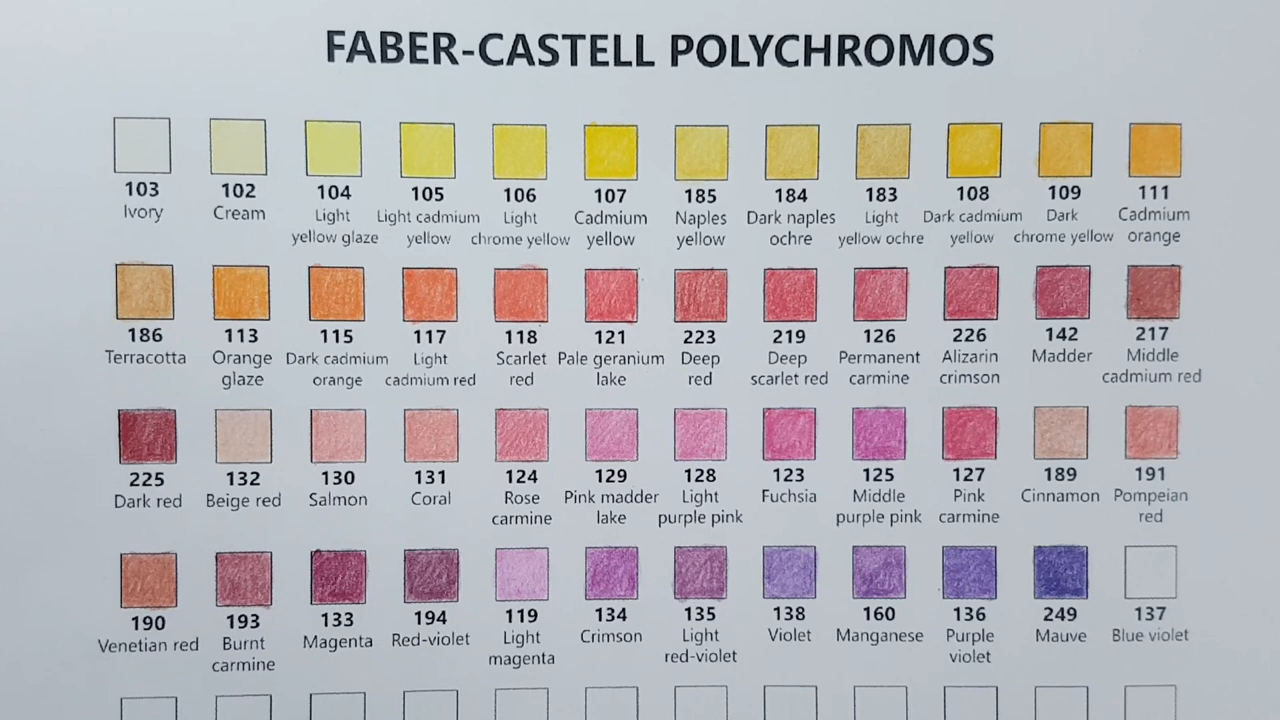 FABER-CASTELL POLYCHROMOS
103 102 104 105 106 107 185 184 183 108 109 111
Ivory Cream Light Light cadmium Light Cadmium Naples Dark naples Light Dark cadmium Dark Cadmium
yellow glaze yellow chrome yellow yellow yellow ochre yellow ochre yellow chrome yellow orange
186 113 115 117 118 121 223 219 126 226 142 217
Terracotta Orange Dark cadmium Light Scarlet Pale geranium Deep Deep Permanent Alizarin Madder Middle
glaze orange cadmium red red lake red scarlet red carmine crimson cadmium red
225 132 130 131 124 129 128 123 125 127 189 191
Dark red Beige red Salmon Coral Rose Pink madder Light Fuchsia Middle Pink Cinnamon Pompeian
carmine lake purple pink purple pink carmine red
190 193 133 194 119 134 135 138 160 136 249 137
Venetian red Burnt Magenta Red-violet Light Crimson Light Violet Manganese Purple Mauve Blue violet
carmine magenta red-violet violet